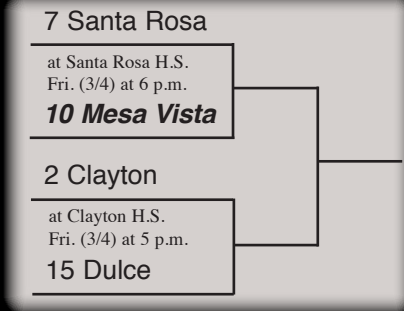 7 Santa Rosa
at Santa Rosa H.S.
Fri. (3/4) at 6 p.m.
10 Mesa Vista
2 Clayton
at Clayton H.S.
Fri. (3/4) at 5 p.m.
15 Dulce